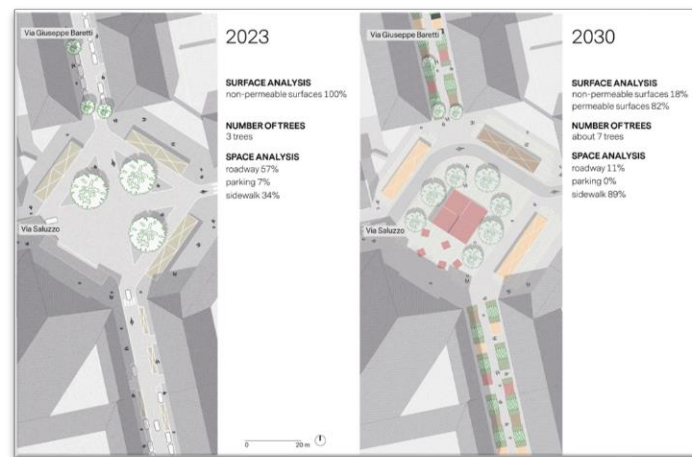 Via Giuseppe Baretti
2023
SURFACE ANALYSIS
non-permeable surfaces 100%
NUMBER OF TREES
3 trees
SPACE ANALYSIS
roadway 57%
parking 7%
sidewalk 34%
Via Saluzzo
0 20 m
Via Giuseppe Baretti
2030
SURFACE ANALYSIS
non-permeable surfaces 18%
permeable surfaces 82%
NUMBER OF TREES
about 7 trees
SPACE ANALYSIS
roadway 11%
parking 0%
sidewalk 89%
Via Saluzzo